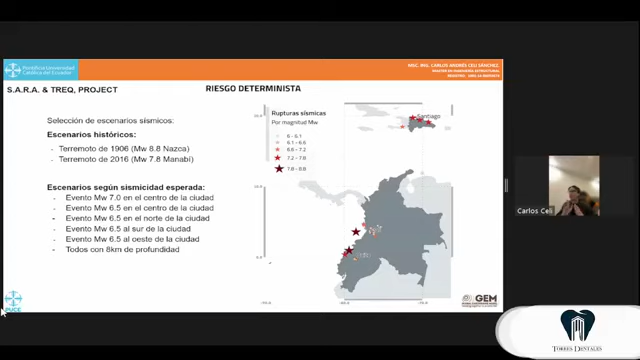 Pontificia Universidad
Católica del Ecuador
MSC. ING. CARLOS ANDRÉS CELI SÁNCHEZ
S.A.R.A. & TREQ, PROJECT
RIESGO DETERMINISTA
Selección de escenarios sísmicos:
Escenarios históricos:
- Terremoto de 1906 (Mw 8.8 Nazca)
- Terremoto de 2016 (Mw 7.8 Manabí)
Escenarios según sismicidad esperada:
- Evento Mw 7.0 en el centro de la ciudad
- Evento Mw 6.5 en el centro de la ciudad
- Evento Mw 6.5 en el norte de la ciudad
- Evento Mw 6.5 al sur de la ciudad
- Evento Mw 6.5 al oeste de la ciudad
- Todos con 8km de profundidad
Rupturas sísmicas
Por magnitud Mw
6 - 6.1
6.1 - 6.6
6.6 - 7.2
7.2 - 7.8
7.8 - 8.8
Santiago
GEM
PUCE
Carlos Celi
TORRES DENTALES